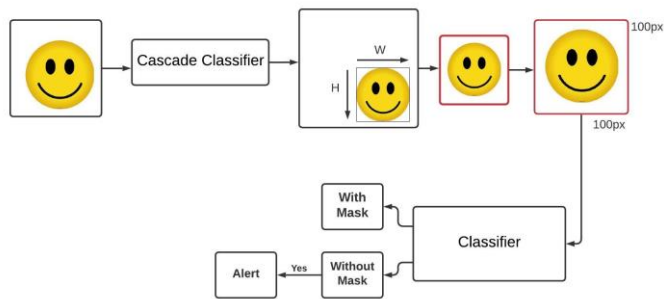 Cascade Classifier
W
H
100px
100px
With
Mask
Classifier
Without
Mask
Yes
Alert